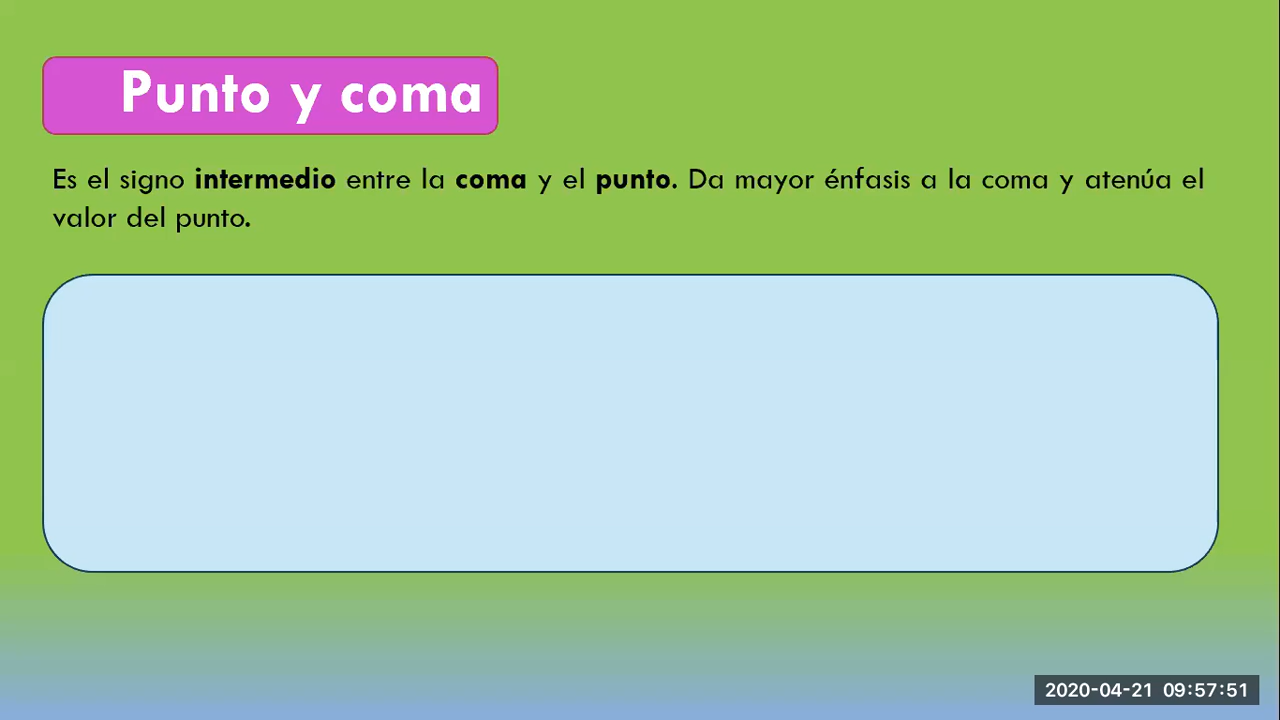 Punto y coma
Es el signo intermedio entre la coma y el punto. Da mayor énfasis a la coma y atenúa el
valor del punto.
2020-04-21 09:57:51